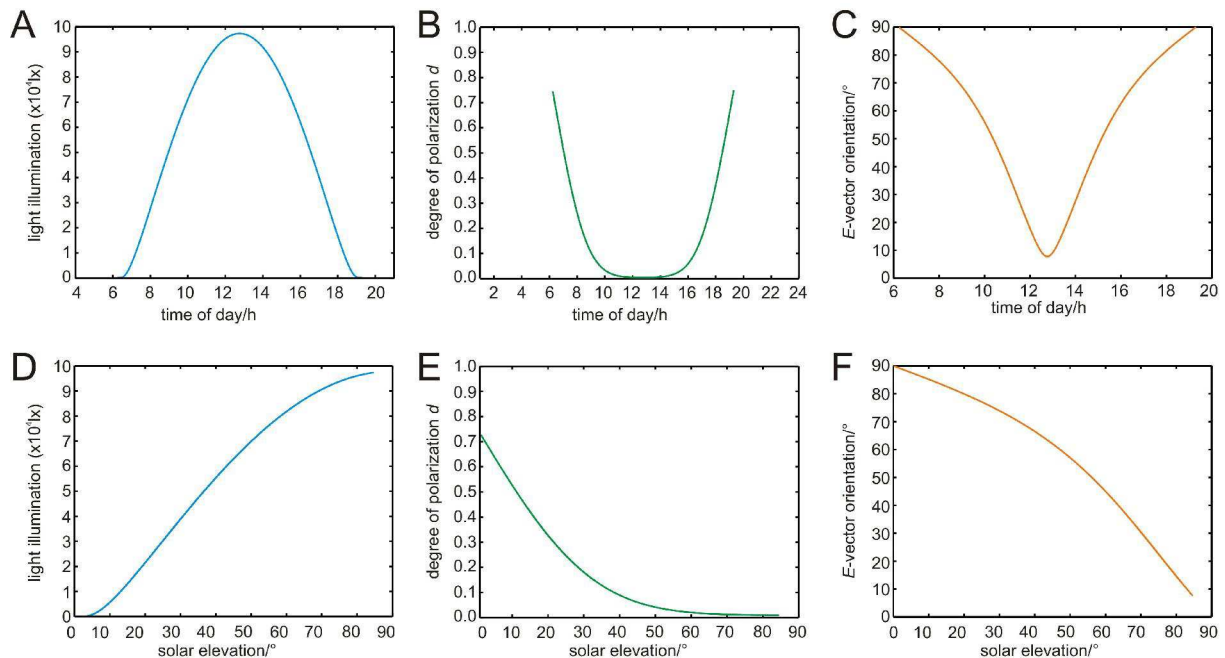 A
light illumination (x10⁴lx)
10
9
8
7
6
5
4
3
2
1
0
4 6 8 10 12 14 16 18 20
time of day/h
B
degree of polarization d
1.0
0.9
0.8
0.7
0.6
0.5
0.4
0.3
0.2
0.1
0.0
2 4 6 8 10 12 14 16 18 20 22 24
time of day/h
C
E-vector orientation/°
90
80
70
60
50
40
30
20
10
0
6 8 10 12 14 16 18 20
time of day/h
D
light illumination (x10⁴lx)
10
9
8
7
6
5
4
3
2
1
0
0 10 20 30 40 50 60 70 80 90
solar elevation/°
E
degree of polarization d
1.0
0.9
0.8
0.7
0.6
0.5
0.4
0.3
0.2
0.1
0.0
0 10 20 30 40 50 60 70 80 90
solar elevation/°
F
E-vector orientation/°
90
90
70
60
50
40
30
20
10
0
0 10 20 30 40 50 60 70 80 90
solar elevation/°